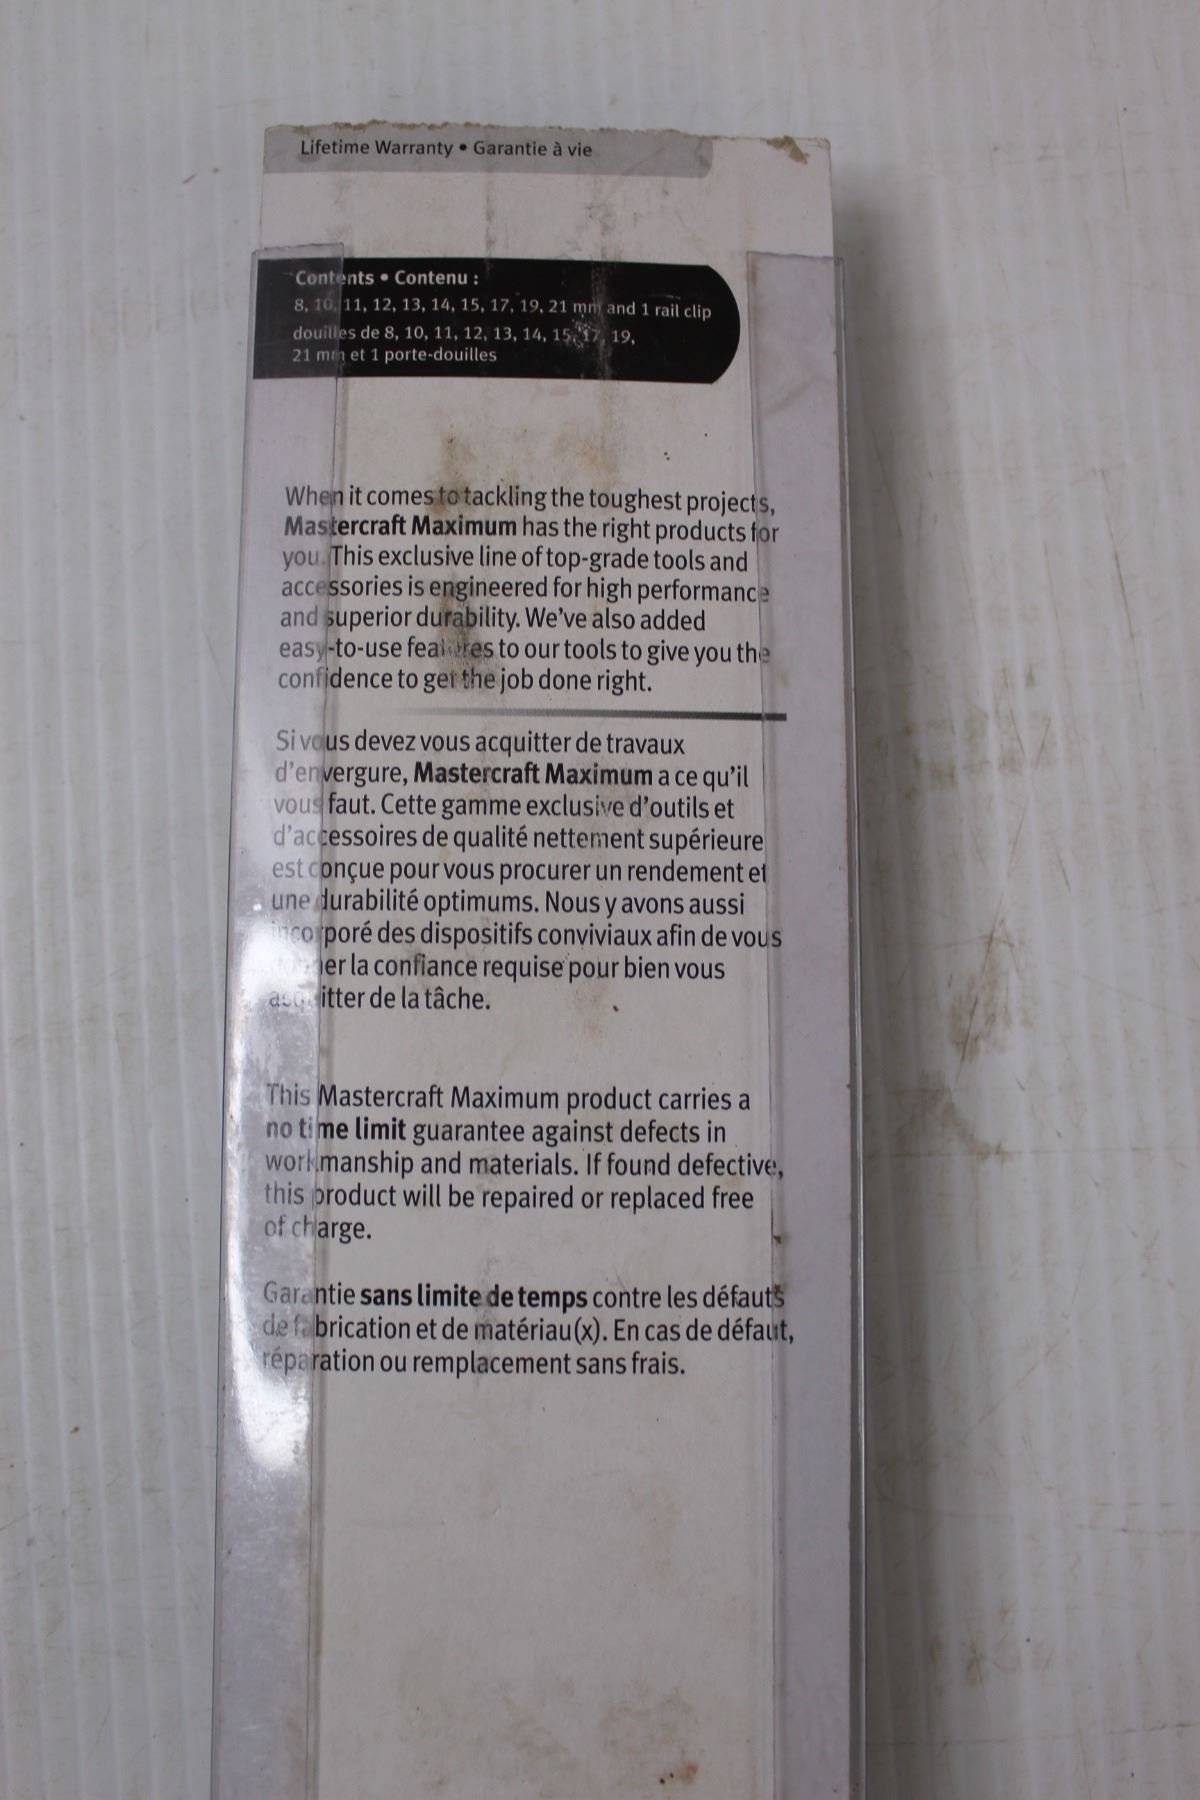 Lifetime Warranty • Garantie à vie
Contents • Contenu :
8, 10, 11, 12, 13, 14, 15, 17, 19, 21 mm and 1 rail clip
douilles de 8, 10, 11, 12, 13, 14, 15, 17, 19,
21 mm et 1 porte-douilles
When it comes to tackling the toughest projects,
Mastercraft Maximum has the right products for
you. This exclusive line of top-grade tools and
accessories is engineered for high performance
and superior durability. We've also added
easy-to-use features to our tools to give you the
confidence to get the job done right.
Si vous devez vous acquitter de travaux
d'envergure, Mastercraft Maximum a ce qu'il
vous faut. Cette gamme exclusive d'outils et
d'accessoires de qualité nettement supérieure
est conçue pour vous procurer un rendement et
une durabilité optimums. Nous y avons aussi
incorporé des dispositifs conviviaux afin de vous
la confiance requise pour bien vous
acquitter de la tâche.
This Mastercraft Maximum product carries a
no time limit guarantee against defects in
workmanship and materials. If found defective,
this product will be repaired or replaced free
of charge.
Garantie sans limite de temps contre les défauts
de fabrication et de matériau(x). En cas de défaut,
réparation ou remplacement sans frais.